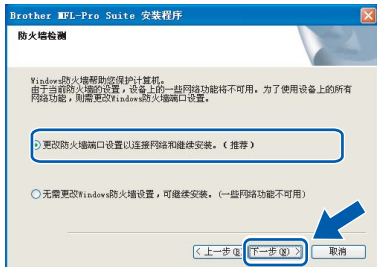 Brother MFL-Pro Suite 安装程序
防火墙检测
Windows防火墙帮助您保护计算机。
由于当前防火墙的设置，设备上的一些网络功能将不可用。为了使用设备上的所有
网络功能，则需更改Windows防火墙端口设置。
更改防火墙端口设置以连接网络和继续安装。(推荐)
无需更改Windows防火墙设置，可继续安装。(一些网络功能不可用)
<上一步(B) 下一步(N)> 取消